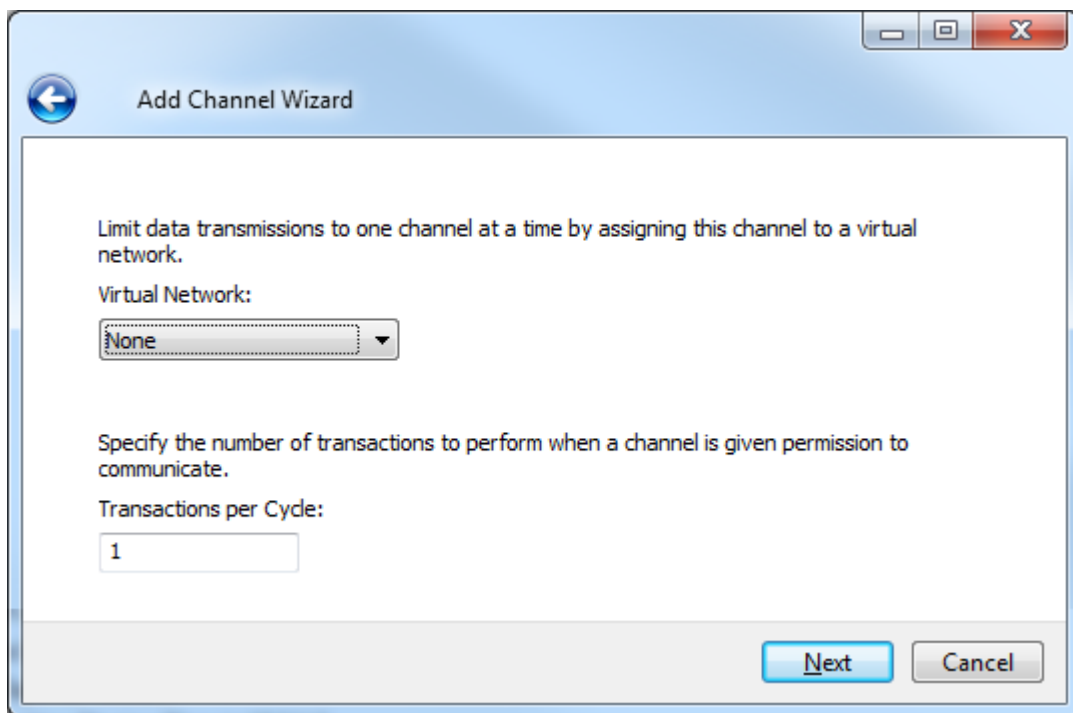 Add Channel Wizard
Limit data transmissions to one channel at a time by assigning this channel to a virtual
network.
Virtual Network:
None
Specify the number of transactions to perform when a channel is given permission to
communicate.
Transactions per Cycle:
1
Next
Cancel